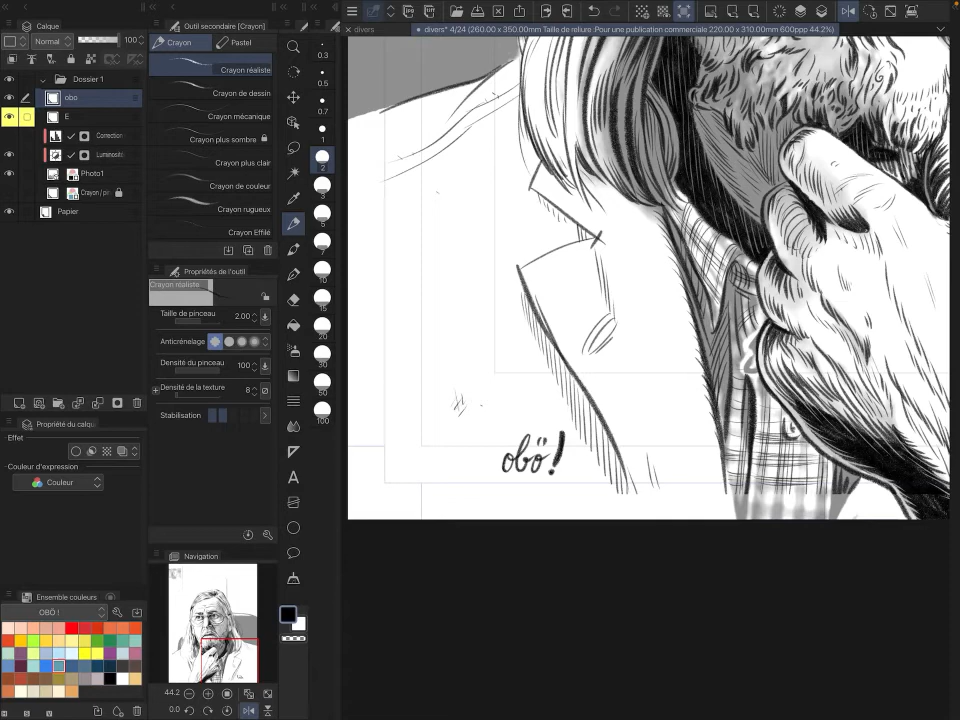 divers
divers* 4/24 (260.00 x 350.00mm Taille de reliure :Pour une publication commerciale 220.00 x 310.00mm 600ppp 44.2%)
Calque
Normal
100
Dossier 1
obo
E
Correction
Luminosité
Photo1
Crayon / pin
Papier
Propriété du calqu
Effet
Couleur d'expression
Couleur
Ensemble couleurs
OBÖ !
Outil secondaire [Crayon]
Crayon
Pastel
Crayon réaliste
Crayon de dessin
Crayon mécanique
Crayon plus sombre
Crayon plus clair
Crayon de couleur
Crayon rugueux
Crayon Effilé
Propriétés de l'outil
Crayon réaliste
Taille de pinceau 2.00
Anticrénelage
Densité du pinceau 100
Densité de la texture 8
Stabilisation
Navigation
44.2
0.0
0.3
0.5
0.7
1
2
3
5
7
10
15
20
30
50
100
A
obö!